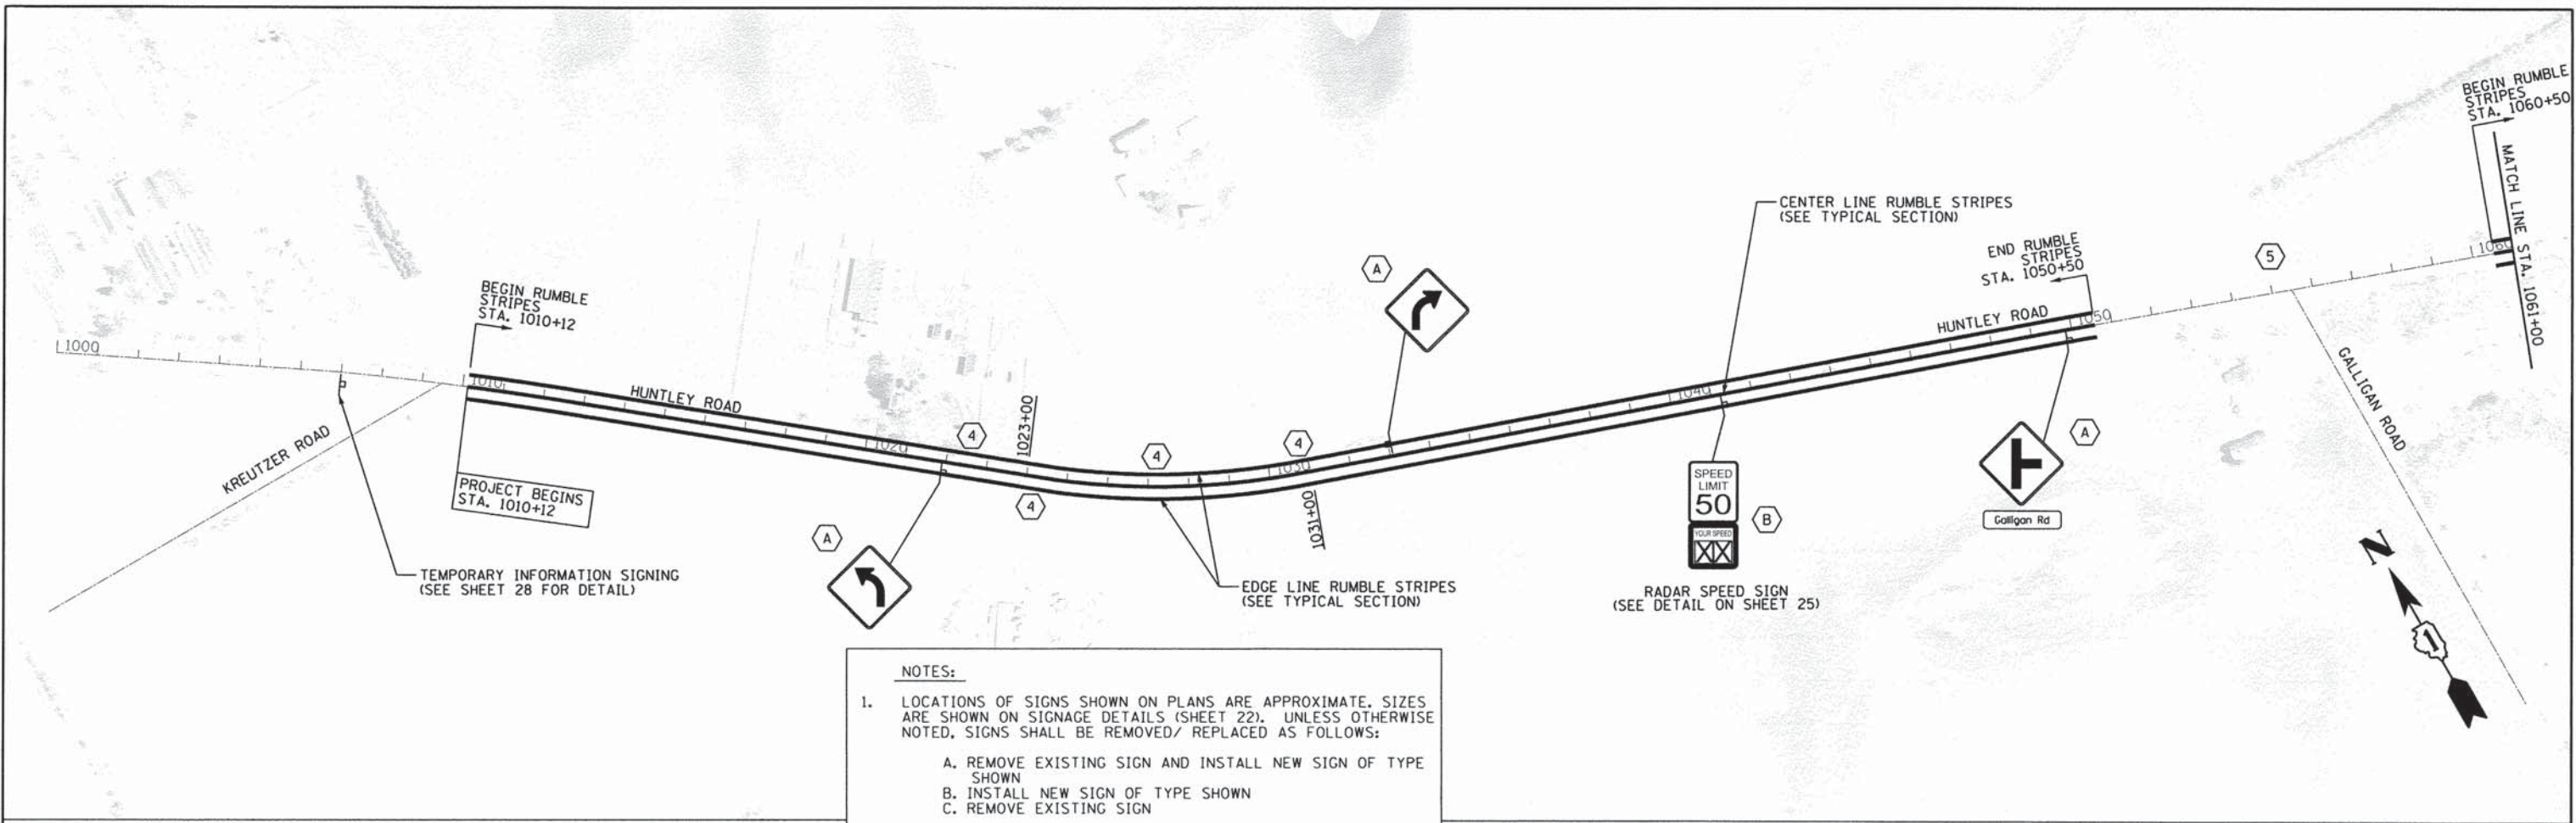 1000
KREUTZER ROAD
BEGIN RUMBLE
STRIPES
STA. 1010+12
1010
PROJECT BEGINS
STA. 1010+12
TEMPORARY INFORMATION SIGNING
(SEE SHEET 28 FOR DETAIL)
HUNTLEY ROAD
1020
4
1023+00
4
A
4
4
1030
1031+00
EDGE LINE RUMBLE STRIPES
(SEE TYPICAL SECTION)
A
CENTER LINE RUMBLE STRIPES
(SEE TYPICAL SECTION)
1040
SPEED
LIMIT
50
YOUR SPEED
XX
B
RADAR SPEED SIGN
(SEE DETAIL ON SHEET 25)
HUNTLEY ROAD
END RUMBLE
STRIPES
STA. 1050+50
1050
A
Galligan Rd
5
GALLIGAN ROAD
1060
BEGIN RUMBLE
STRIPES
STA. 1060+50
MATCH LINE STA. 1061+00
N
1
NOTES:
1. LOCATIONS OF SIGNS SHOWN ON PLANS ARE APPROXIMATE. SIZES
ARE SHOWN ON SIGNAGE DETAILS (SHEET 22). UNLESS OTHERWISE
NOTED, SIGNS SHALL BE REMOVED/ REPLACED AS FOLLOWS:
A. REMOVE EXISTING SIGN AND INSTALL NEW SIGN OF TYPE
SHOWN
B. INSTALL NEW SIGN OF TYPE SHOWN
C. REMOVE EXISTING SIGN